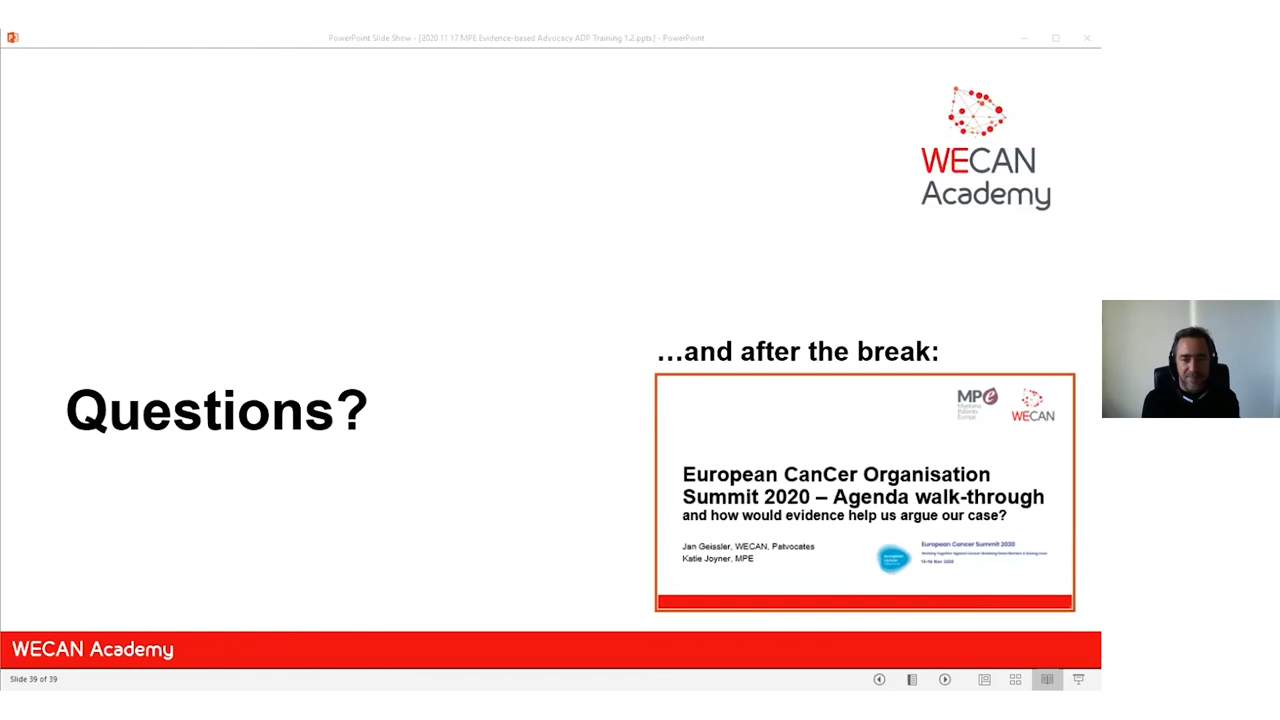 PowerPoint Slide Show - [2020 11 17 MPE Evidence-based Advocacy ADP Training 1.2.pptx] - PowerPoint
WECAN
Academy
…and after the break:
Questions?
MPe
Myeloma
Patients
Europe
WECAN
European CanCer Organisation
Summit 2020 – Agenda walk-through
and how would evidence help us argue our case?
Jan Geissler, WECAN, Patvocates
Katie Joyner, MPE
European Cancer Summit 2020
WECAN Academy
Slide 39 of 39